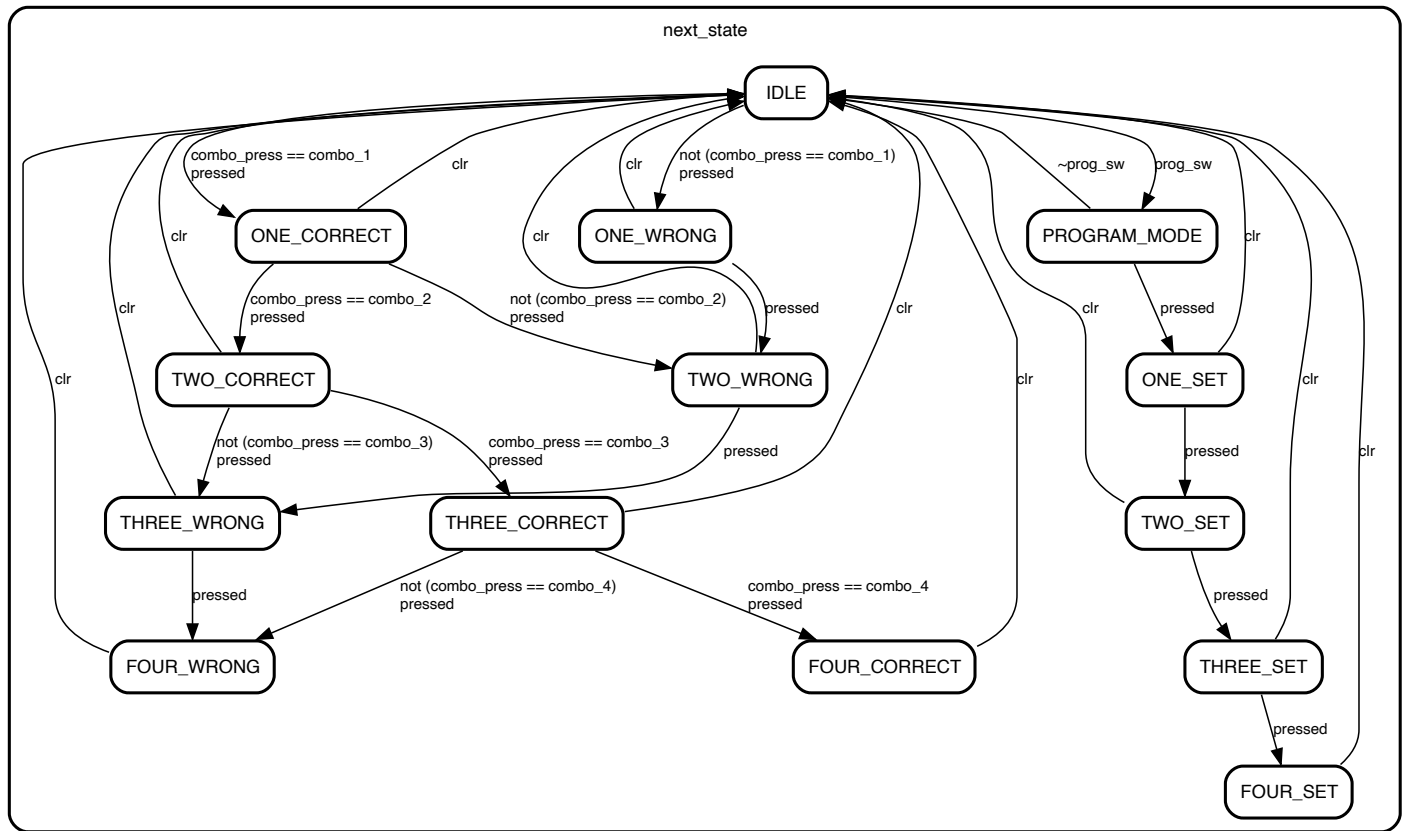 next_state
IDLE
combo_press == combo_1
pressed
clr
clr
not (combo_press == combo_1)
pressed
~prog_sw
prog_sw
ONE_CORRECT
ONE_WRONG
PROGRAM_MODE
clr
clr
clr
clr
combo_press == combo_2
pressed
not (combo_press == combo_2)
pressed
pressed
clr
clr
pressed
TWO_CORRECT
TWO_WRONG
ONE_SET
clr
clr
clr
not (combo_press == combo_3)
pressed
combo_press == combo_3
pressed
pressed
pressed
clr
THREE_WRONG
THREE_CORRECT
TWO_SET
pressed
not (combo_press == combo_4)
pressed
combo_press == combo_4
pressed
pressed
FOUR_WRONG
FOUR_CORRECT
THREE_SET
pressed
FOUR_SET